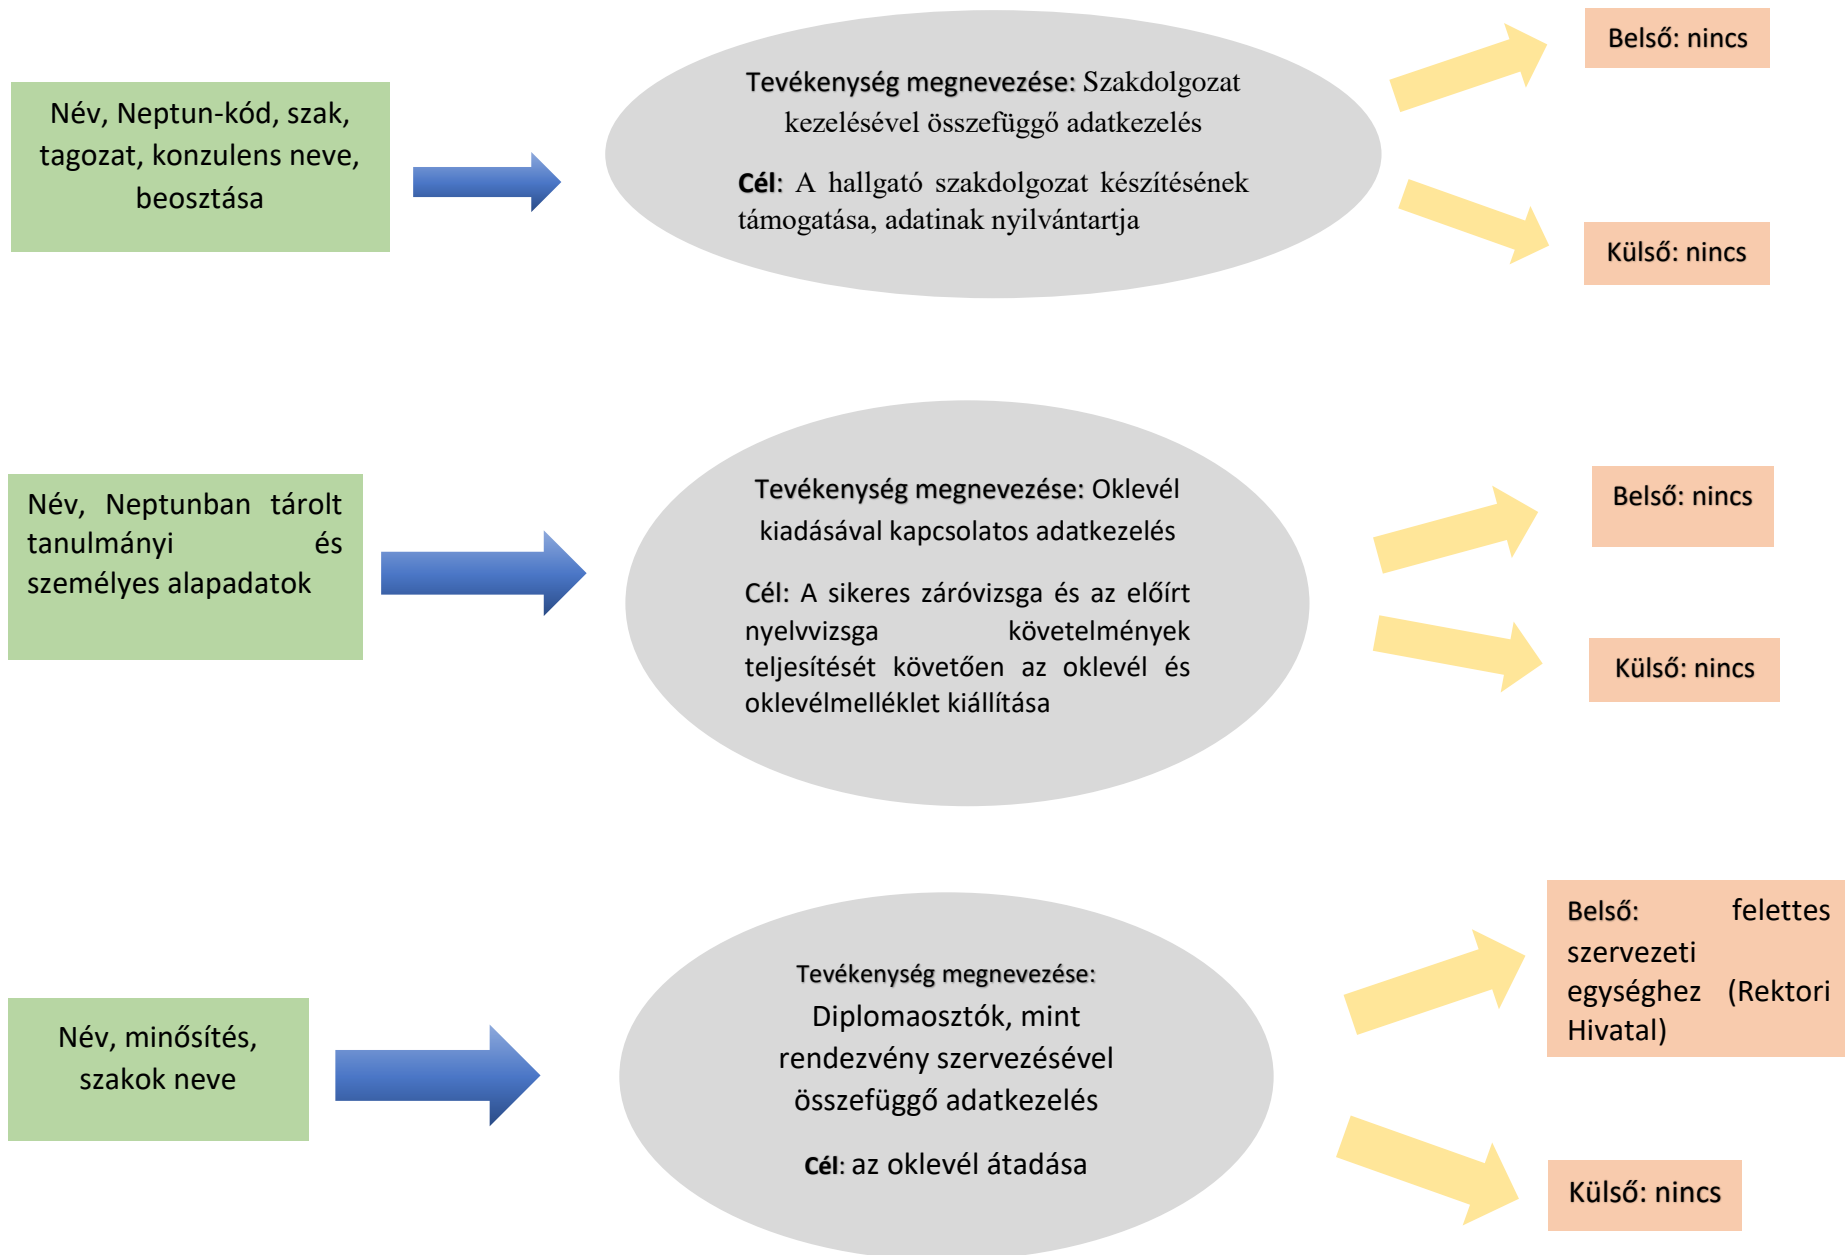 Név, Neptun-kód, szak,
tagozat, konzulens neve,
beosztása
Tevékenység megnevezése: Szakdolgozat
kezelésével összefüggő adatkezelés
Cél: A hallgató szakdolgozat készítésének
támogatása, adatinak nyilvántartja
Belső: nincs
Külső: nincs
Név, Neptunban tárolt
tanulmányi és
személyes alapadatok
Tevékenység megnevezése: Oklevél
kiadásával kapcsolatos adatkezelés
Cél: A sikeres záróvizsga és az előírt
nyelvvizsga követelmények
teljesítését követően az oklevél és
oklevélmelléklet kiállítása
Belső: nincs
Külső: nincs
Név, minősítés,
szakok neve
Tevékenység megnevezése:
Diplomaosztók, mint
rendezvény szervezésével
összefüggő adatkezelés
Cél: az oklevél átadása
Belső: felettes
szervezeti
egységhez (Rektori
Hivatal)
Külső: nincs